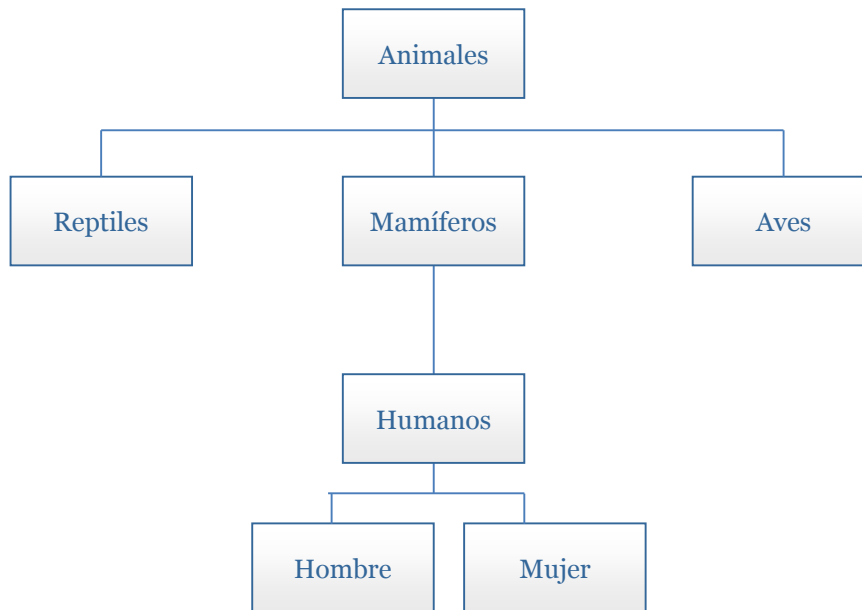 Animales
Reptiles
Mamíferos
Aves
Humanos
Hombre
Mujer